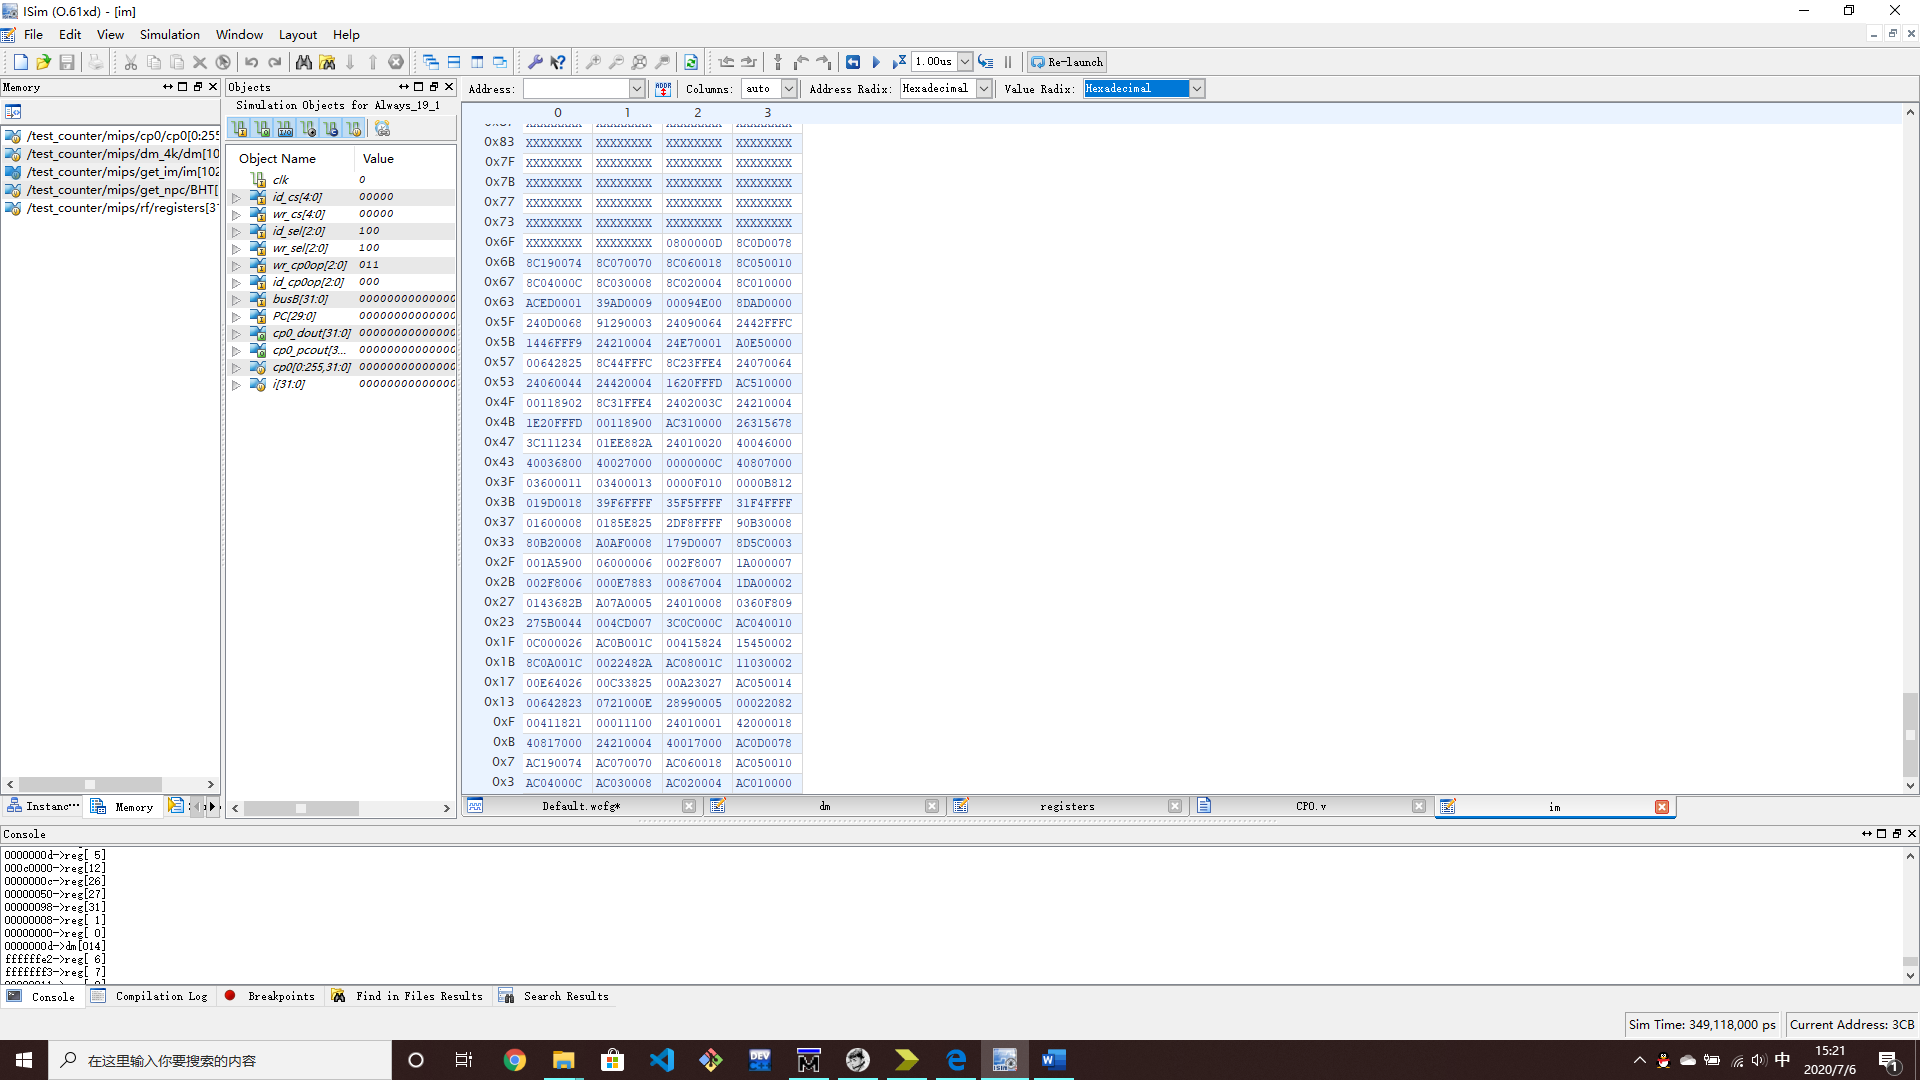 ISim (O.61xd) - [im]
File Edit View Simulation Window Layout Help
1.00us Re-launch
Memory
/test_counter/mips/cp0/cp0[0:255
/test_counter/mips/dm_4k/dm[10
/test_counter/mips/get_im/im[102
/test_counter/mips/get_npc/BHT[
/test_counter/mips/rf/registers[3
Instanc··· Memory
Objects
Simulation Objects for Always_19_1
Object Name Value
clk 0
id_cs[4:0] 00000
wr_cs[4:0] 00000
id_sel[2:0] 100
wr_sel[2:0] 100
wr_cp0op[2:0] 011
id_cp0op[2:0] 000
busB[31:0] 00000000000000
PC[29:0] 00000000000000
cp0_dout[31:0] 00000000000000
cp0_pcout[3... 00000000000000
cp0[0:255,31:0] 00000000000000
i[31:0] 00000000000000
Address: Columns: auto Address Radix: Hexadecimal Value Radix: Hexadecimal
0 1 2 3
0x83 XXXXXXXX XXXXXXXX XXXXXXXX XXXXXXXX
0x7F XXXXXXXX XXXXXXXX XXXXXXXX XXXXXXXX
0x7B XXXXXXXX XXXXXXXX XXXXXXXX XXXXXXXX
0x77 XXXXXXXX XXXXXXXX XXXXXXXX XXXXXXXX
0x73 XXXXXXXX XXXXXXXX XXXXXXXX XXXXXXXX
0x6F XXXXXXXX XXXXXXXX 0800000D 8C0D0078
0x6B 8C190074 8C070070 8C060018 8C050010
0x67 8C04000C 8C030008 8C020004 8C010000
0x63 ACED0001 39AD0009 00094E00 8DAD0000
0x5F 240D0068 91290003 24090064 2442FFFC
0x5B 1446FFF9 24210004 24E70001 A0E50000
0x57 00642825 8C44FFFC 8C23FFE4 24070064
0x53 24060044 24420004 1620FFFD AC510000
0x4F 00118902 8C31FFE4 2402003C 24210004
0x4B 1E20FFFD 00118900 AC310000 26315678
0x47 3C111234 01EE882A 24010020 40046000
0x43 40036800 40027000 0000000C 40807000
0x3F 03600011 03400013 0000F010 0000B812
0x3B 019D0018 39F6FFFF 35F5FFFF 31F4FFFF
0x37 01600008 0185E825 2DF8FFFF 90B30008
0x33 80B20008 A0AF0008 179D0007 8D5C0003
0x2F 001A5900 06000006 002F8007 1A000007
0x2B 002F8006 000E7883 00867004 1DA00002
0x27 0143682B A07A0005 24010008 0360F809
0x23 275B0044 004CD007 3C0C000C AC040010
0x1F 0C000026 AC0B001C 00415824 15450002
0x1B 8C0A001C 0022482A AC08001C 11030002
0x17 00E64026 00C33825 00A23027 AC050014
0x13 00642823 0721000E 28990005 00022082
0xF 00411821 00011100 24010001 42000018
0xB 40817000 24210004 40017000 AC0D0078
0x7 AC190074 AC070070 AC060018 AC050010
0x3 AC04000C AC030008 AC020004 AC010000
Default.wcfg* dm registers CP0.v im
Console
0000000d->reg[ 5]
000c0000->reg[12]
0000000c->reg[26]
00000050->reg[27]
00000098->reg[31]
00000008->reg[ 1]
00000000->reg[ 0]
0000000d->dm[014]
ffffffe2->reg[ 6]
fffffff3->reg[ 7]
Console Compilation Log Breakpoints Find in Files Results Search Results
Sim Time: 349,118,000 ps Current Address: 3CB
在这里输入你要搜索的内容
中
15:21
2020/7/6